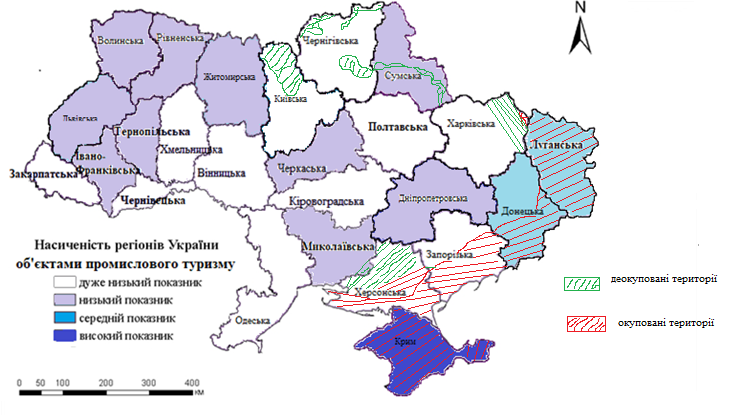 N
Чернігівська
Волинська
Рівненська
Житомирська
Сумська
Київська
Львівська
Тернопільська
Полтавська
Харківська
Луганська
Хмельницька
Івано-
Франківська
Закарпатська
Вінницька
Черкаська
Чернівецька
Кіровоградська
Дніпропетровська
Донецька
Миколаївська
Запорізька
Херсонська
Одеська
Крим
Насиченість регіонів України
об'єктами промислового туризму
дуже низький показник
низький показник
середній показник
високий показник
деокуповані території
окуповані території
0 50 100 200 300 400
КМ